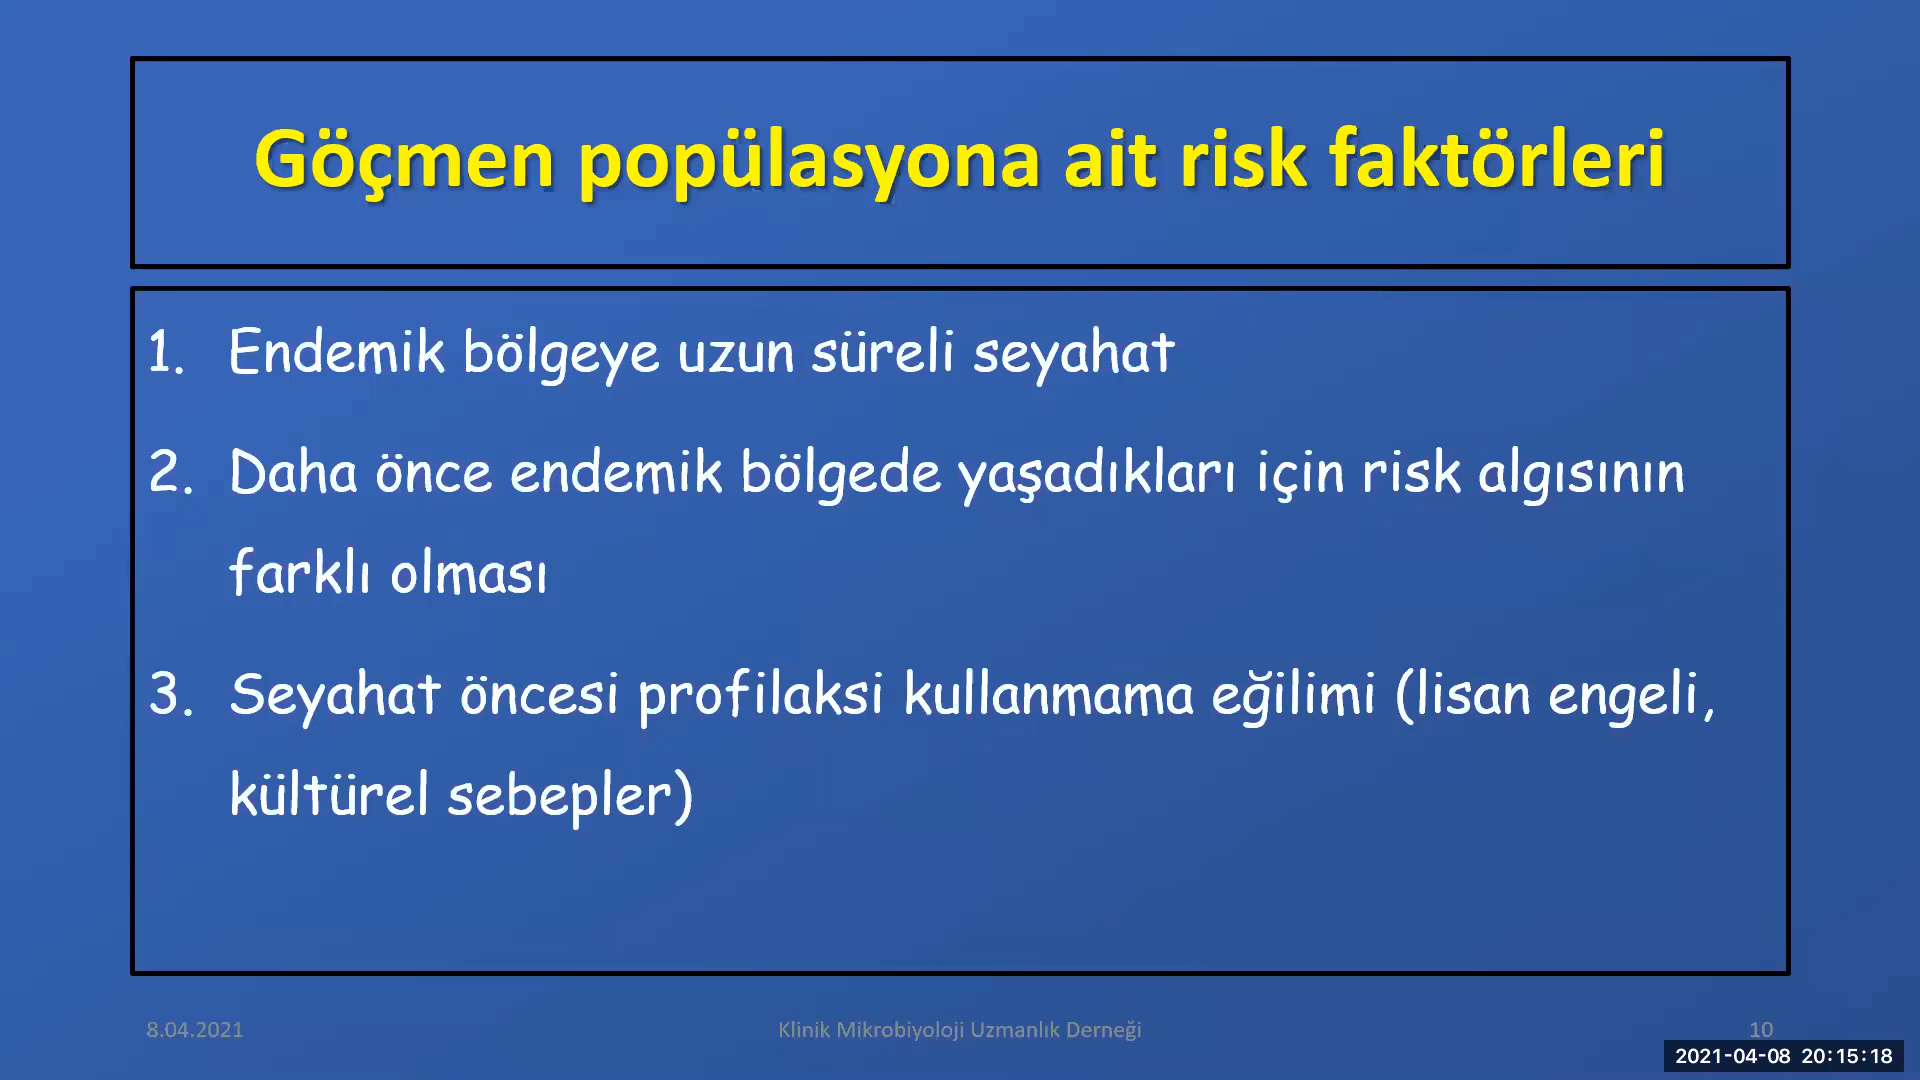 Göçmen popülasyona ait risk faktörleri
1. Endemik bölgeye uzun süreli seyahat
2. Daha önce endemik bölgede yaşadıkları için risk algısının
farklı olması
3. Seyahat öncesi profilaksi kullanmama eğilimi (lisan engeli,
kültürel sebepler)
8.04.2021
Klinik Mikrobiyoloji Uzmanlık Derneği
10
2021-04-08 20:15:18